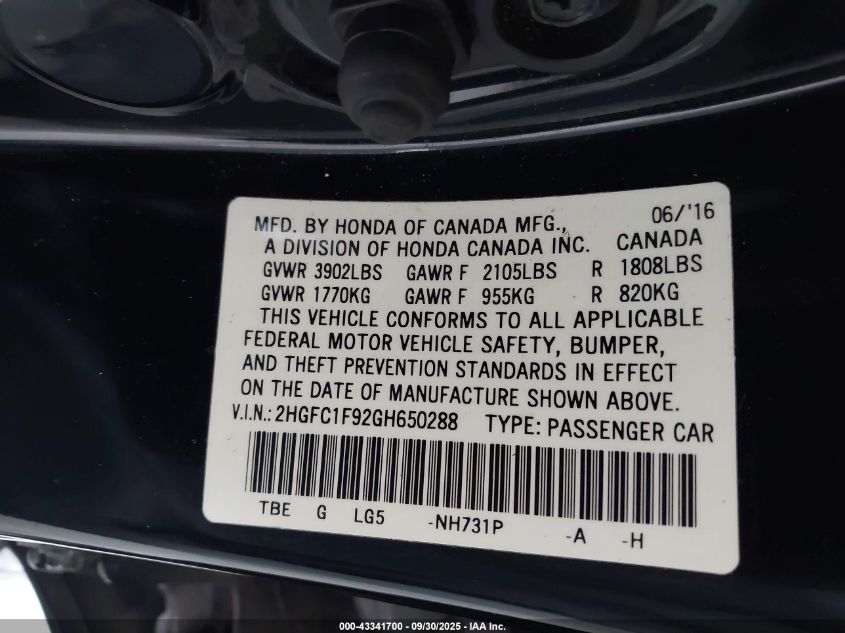 06/'16
MFD. BY HONDA OF CANADA MFG.,
A DIVISION OF HONDA CANADA INC. CANADA
GVWR 3902LBS GAWR F 2105LBS R 1808LBS
GVWR 1770KG GAWR F 955KG R 820KG
THIS VEHICLE CONFORMS TO ALL APPLICABLE
FEDERAL MOTOR VEHICLE SAFETY, BUMPER,
AND THEFT PREVENTION STANDARDS IN EFFECT
ON THE DATE OF MANUFACTURE SHOWN ABOVE.
V.I.N.: 2HGFC1F92GH650288 TYPE: PASSENGER CAR
TBE G LG5 -NH731P -A -H
000-43341700 - 09/30/2025 - IAA Inc.